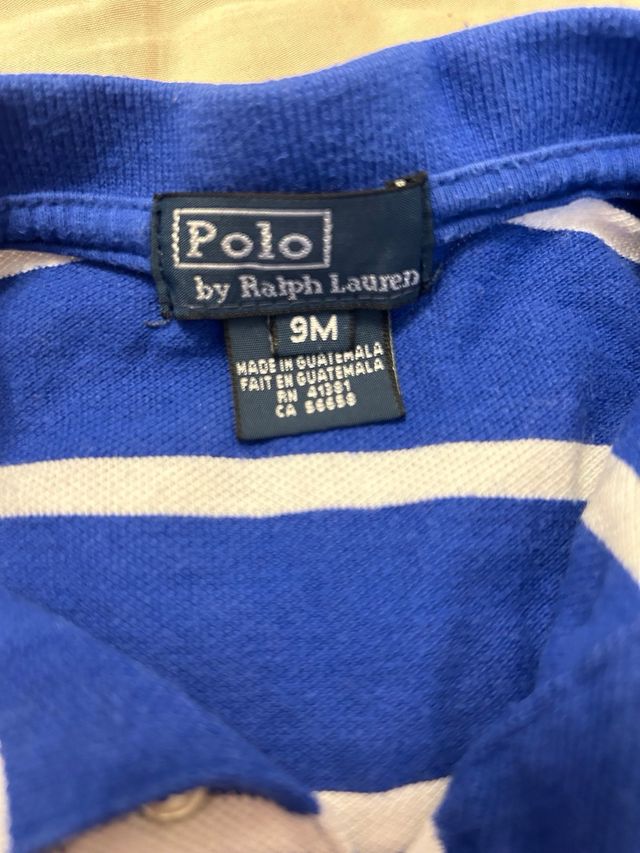 Polo
by Ralph Lauren
9M
MADE IN GUATEMALA
FAIT EN GUATEMALA
RN 41381
CA 56658